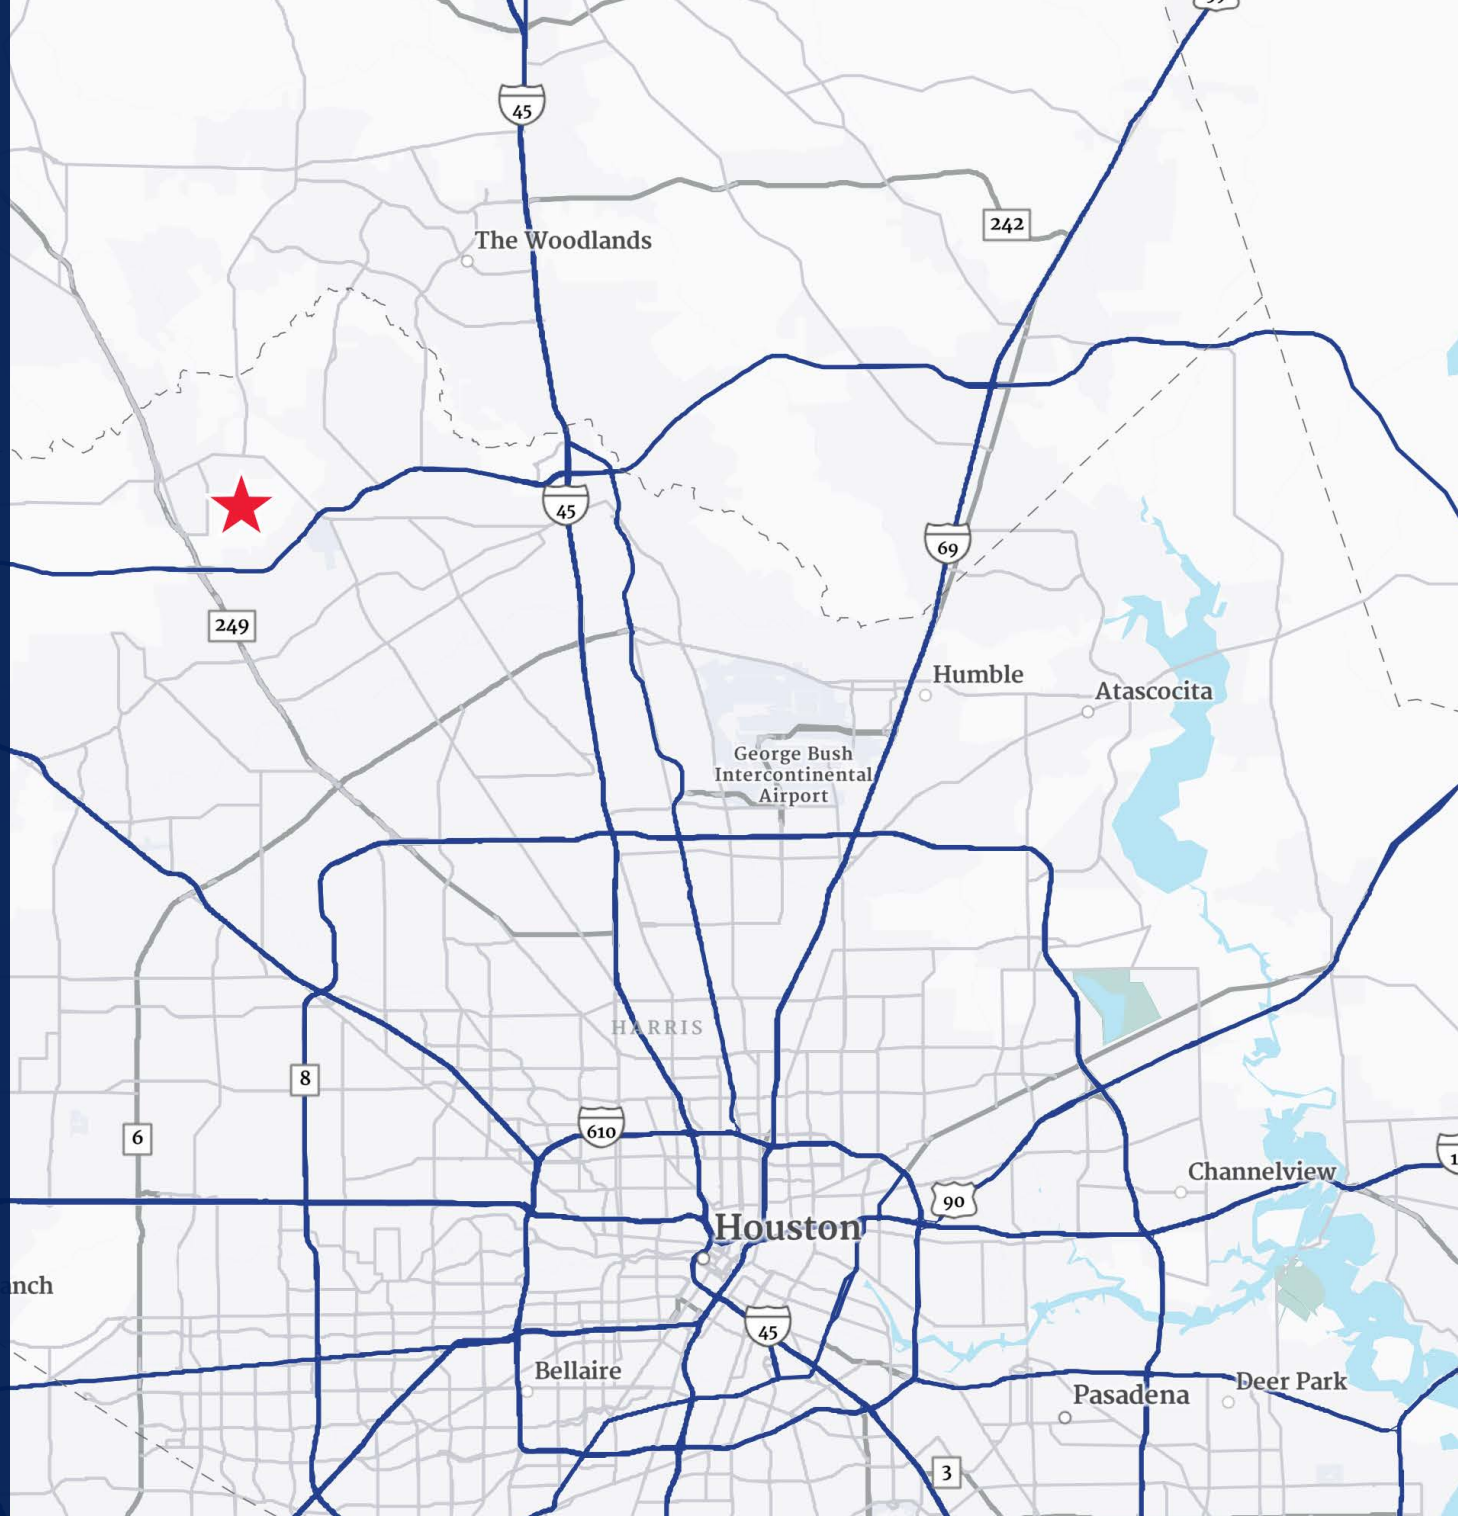 45
The Woodlands
242
45
69
249
Humble
Atascocita
George Bush
Intercontinental
Airport
HARRIS
8
610
6
Channelview
90
Houston
anch
45
Bellaire
Deer Park
Pasadena
3